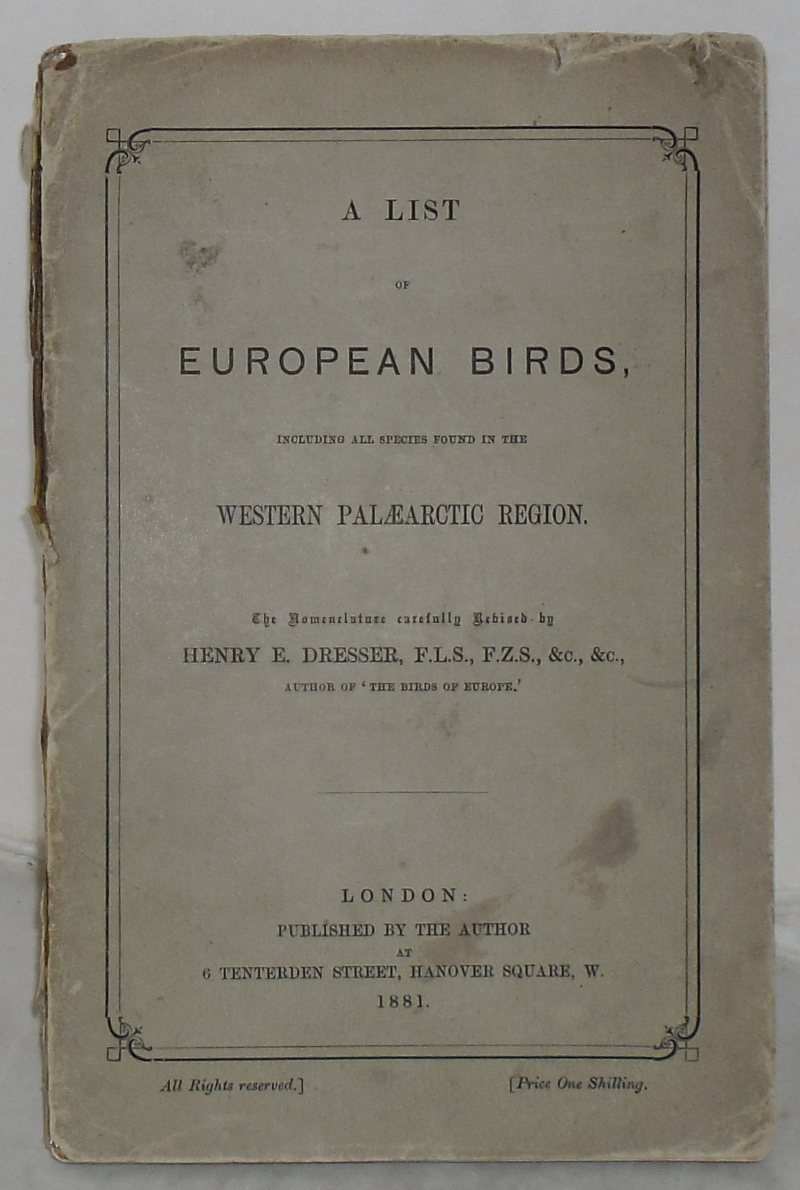 A LIST
OF
EUROPEAN BIRDS,
INCLUDING ALL SPECIES FOUND IN THE
WESTERN PALÆARCTIC REGION.
The Nomenclature carefully Revised by
HENRY E. DRESSER, F.L.S., F.Z.S., &c., &c.,
AUTHOR OF ‘THE BIRDS OF EUROPE.’
LONDON:
PUBLISHED BY THE AUTHOR
AT
6 TENTERDEN STREET, HANOVER SQUARE, W.
1881.
All Rights reserved.] [Price One Shilling.